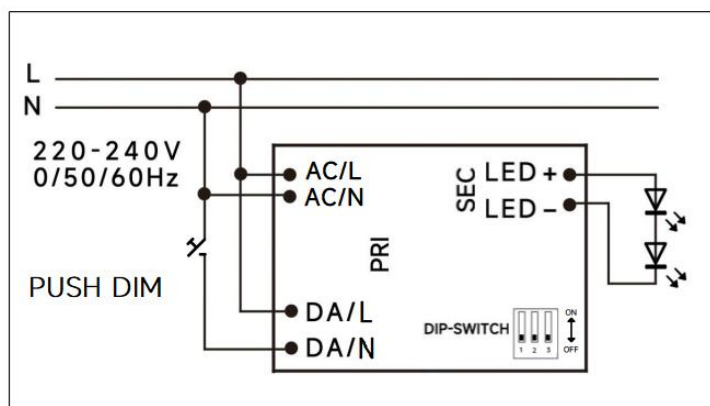 L
N
220-240V
0/50/60Hz
AC/L
AC/N
PRI
SEC
LED +
LED -
PUSH DIM
DA/L
DA/N
DIP-SWITCH
1 2 3
ON
OFF